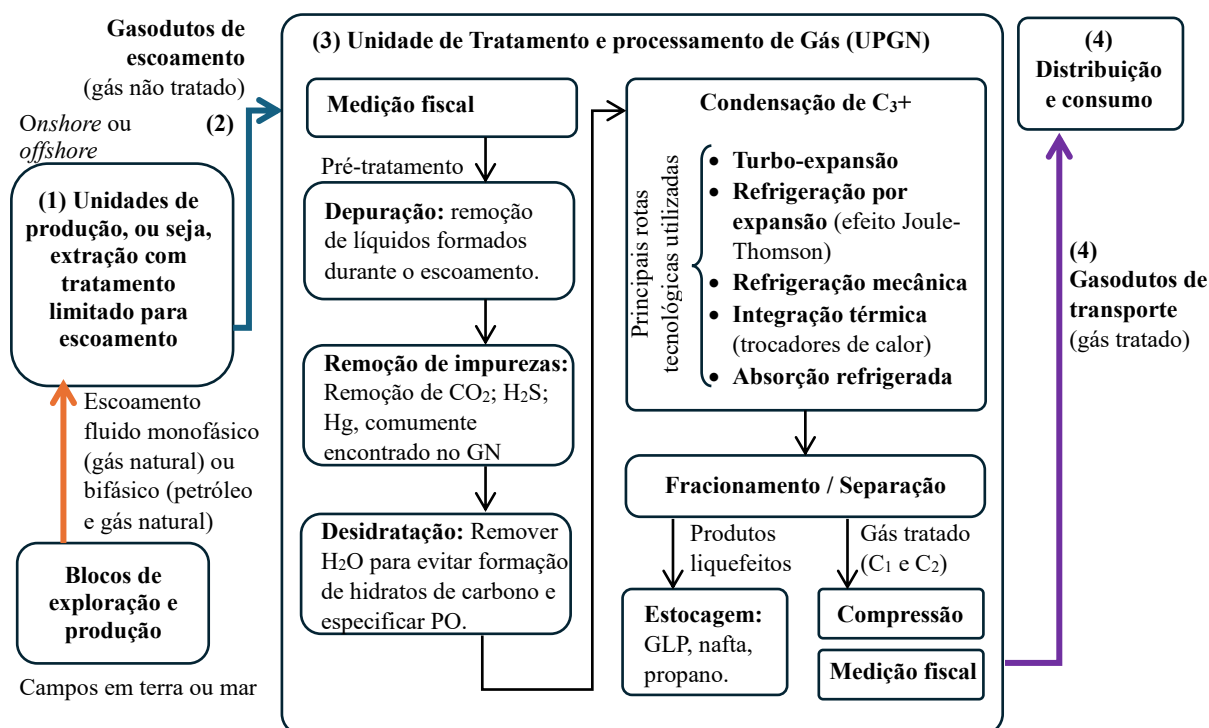 Gasodutos de
escoamento
(gás não tratado)
Onshore ou
offshore
(2)
(1) Unidades de
produção, ou seja,
extração com
tratamento
limitado para
escoamento
Escoamento
fluido monofásico
(gás natural) ou
bifásico (petróleo
e gás natural)
Blocos de
exploração e
produção
Campos em terra ou mar
(3) Unidade de Tratamento e processamento de Gás (UPGN)
Medição fiscal
Pré-tratamento
Depuração: remoção
de líquidos formados
durante o escoamento.
Remoção de impurezas:
Remoção de CO₂; H₂S;
Hg, comumente
encontrado no GN
Desidratação: Remover
H₂O para evitar formação
de hidratos de carbono e
especificar PO.
Condensação de C₃+
Principais rotas
tecnológicas utilizadas
• Turbo-expansão
• Refrigeração por
expansão (efeito Joule-
Thomson)
• Refrigeração mecânica
• Integração térmica
(trocadores de calor)
• Absorção refrigerada
Fracionamento / Separação
Produtos
liquefeitos
Gás tratado
(C₁ e C₂)
Estocagem:
GLP, nafta,
propano.
Compressão
Medição fiscal
(4)
Distribuição
e consumo
(4)
Gasodutos de
transporte
(gás tratado)